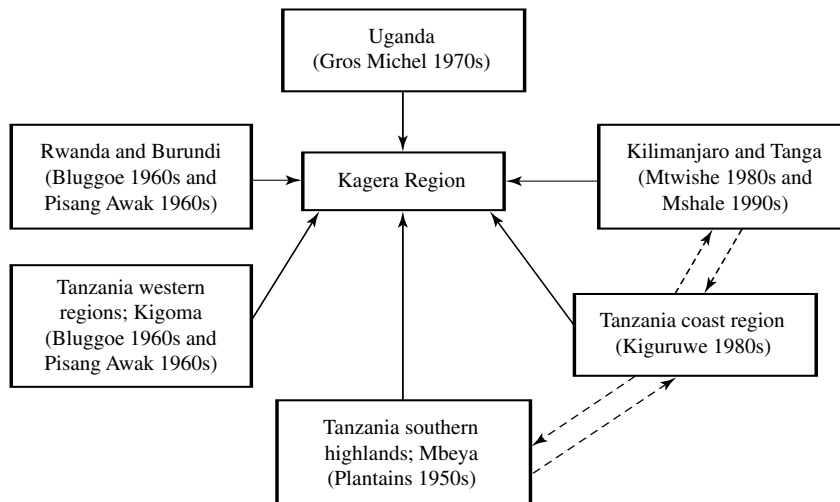 Uganda
(Gros Michel 1970s)
Rwanda and Burundi
(Bluggoe 1960s and
Pisang Awak 1960s)
Kagera Region
Kilimanjaro and Tanga
(Mtwishe 1980s and
Mshale 1990s)
Tanzania western
regions; Kigoma
(Bluggoe 1960s and
Pisang Awak 1960s)
Tanzania coast region
(Kiguruwe 1980s)
Tanzania southern
highlands; Mbeya
(Plantains 1950s)